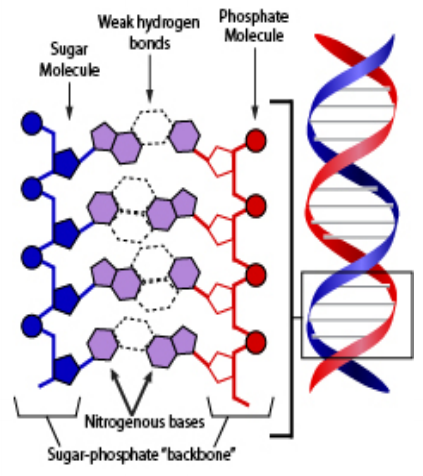 Weak hydrogen
bonds
Phosphate
Molecule
Sugar
Molecule
Nitrogenous bases
Sugar-phosphate "backbone"